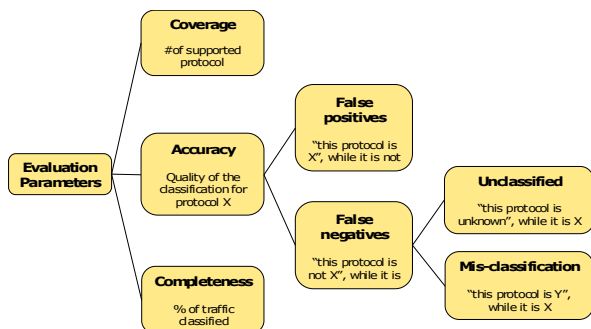 Evaluation
Parameters
Coverage
#of supported
protocol
Accuracy
Quality of the
classification for
protocol X
Completeness
% of traffic
classified
False
positives
“this protocol is
X”, while it is not
False
negatives
“this protocol is
not X”, while it is
Unclassified
“this protocol is
unknown”, while it is X
Mis-classification
“this protocol is Y”,
while it is X